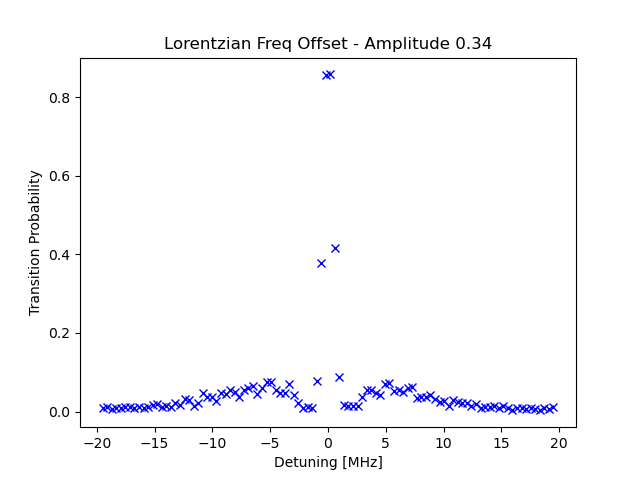 Lorentzian Freq Offset - Amplitude 0.34
Transition Probability
0.8
0.6
0.4
0.2
0.0
−20 −15 −10 −5 0 5 10 15 20
Detuning [MHz]